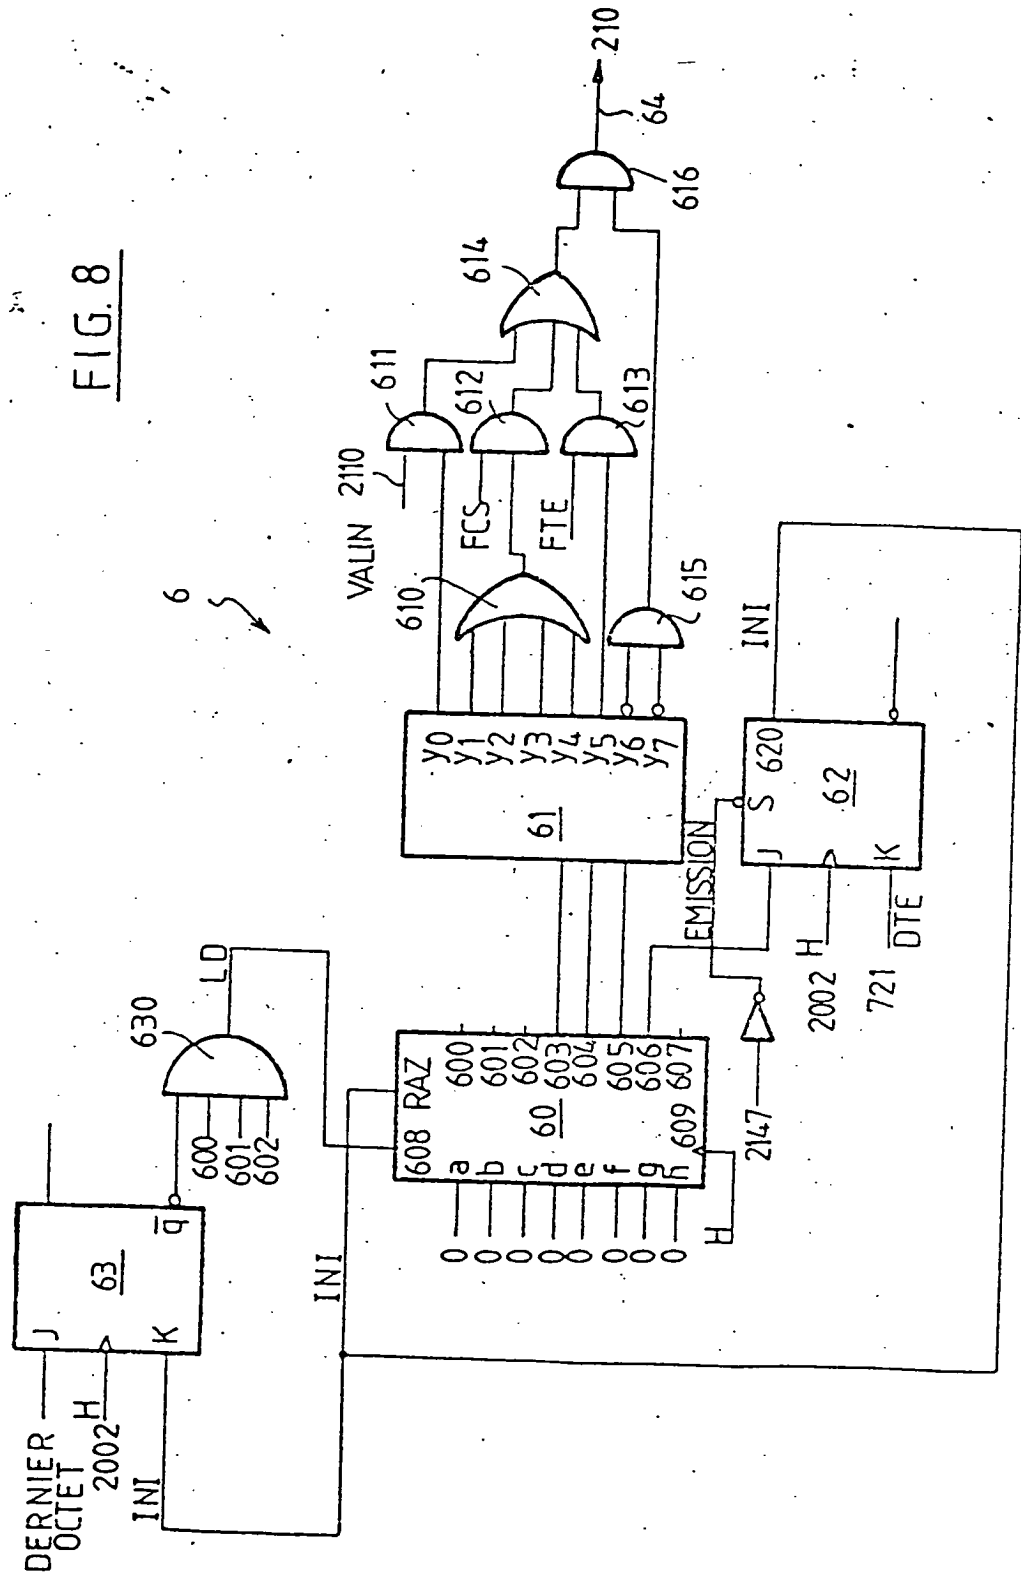 FIG. 8
6
DERNIER
OCTET
H
2002
INI
J
K
63
q̅
630
600
601
602
LD
INI
608 RAZ
a
b
c
d
e
f
g
h
0
0
0
0
0
0
0
0
600
601
602
603
604
605
606
607
60
609
H
2147
EMISSION
61
y0
y1
y2
y3
y4
y5
y6
y7
VALIN 2110
610
FCS
FTE
611
612
613
614
615
616
64
210
S
620
62
J
K
H
2002
721
DTE
INI